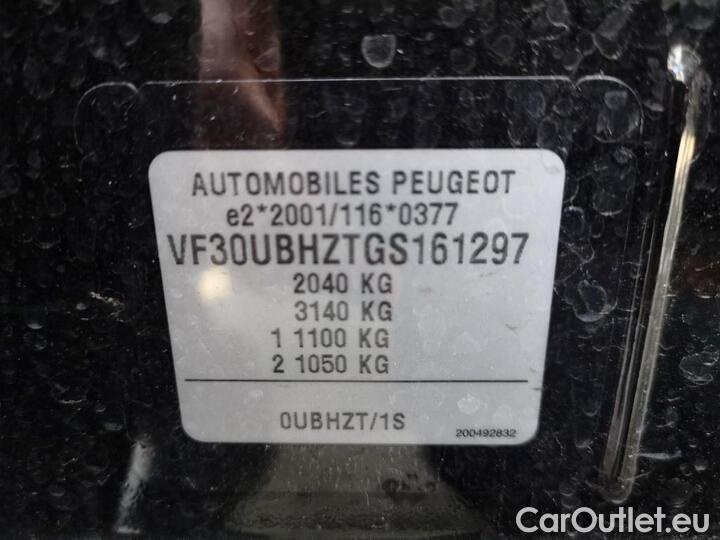 AUTOMOBILES PEUGEOT
e2*2001/116*0377
VF30UBHZTGS161297
2040 KG
3140 KG
1 1100 KG
2 1050 KG
0UBHZT/1S
200492832
CarOutlet.eu